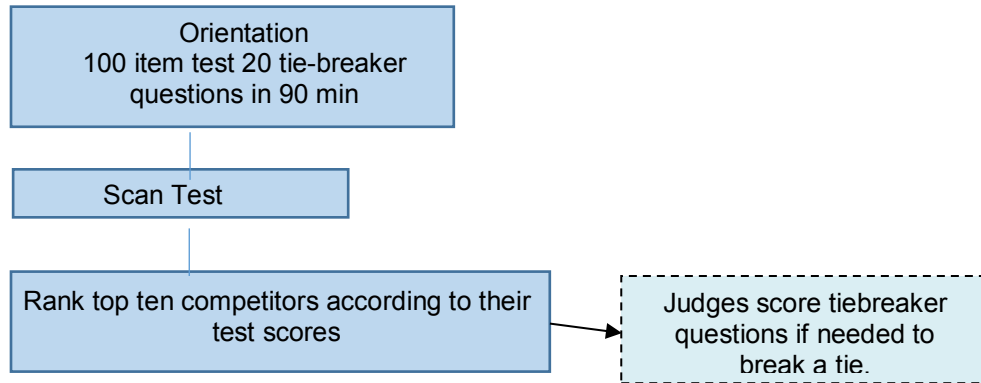 Orientation
100 item test 20 tie-breaker
questions in 90 min
Scan Test
Rank top ten competitors according to their
test scores
Judges score tiebreaker
questions if needed to
break a tie.